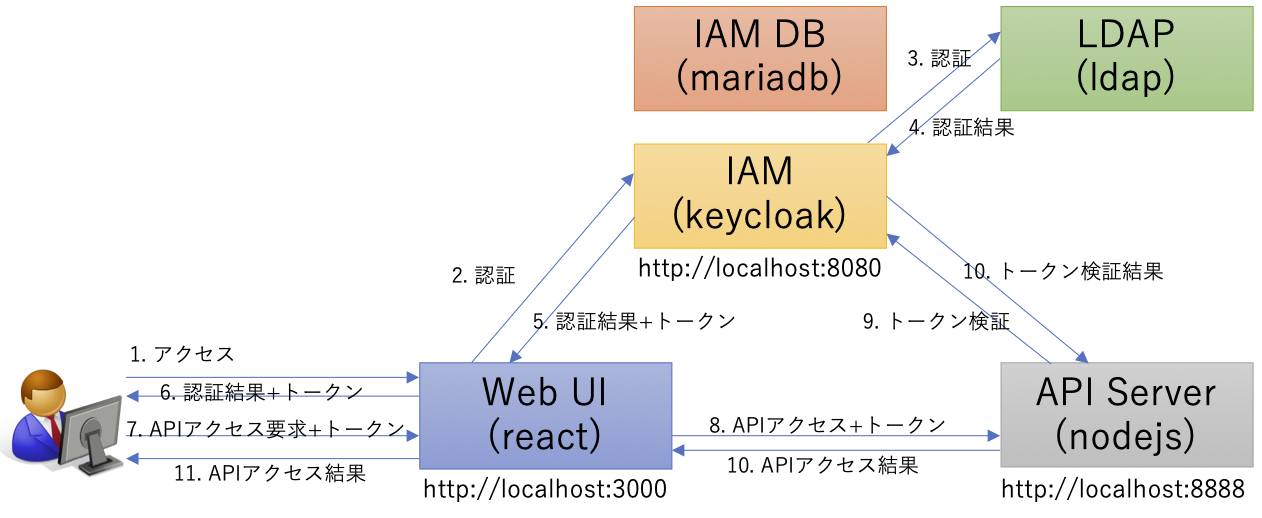 IAM DB
(mariadb)
LDAP
(ldap)
3. 認証
4. 認証結果
IAM
(keycloak)
http://localhost:8080
2. 認証
10. トークン検証結果
5. 認証結果+トークン
9. トークン検証
1. アクセス
6. 認証結果+トークン
7. APIアクセス要求+トークン
11. APIアクセス結果
Web UI
(react)
http://localhost:3000
8. APIアクセス+トークン
10. APIアクセス結果
API Server
(nodejs)
http://localhost:8888